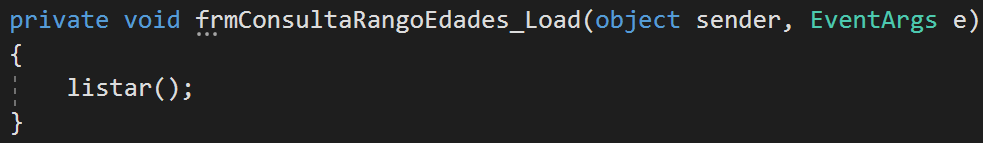 private void frmConsultaRangoEdades_Load(object sender, EventArgs e)
{
    listar();
}